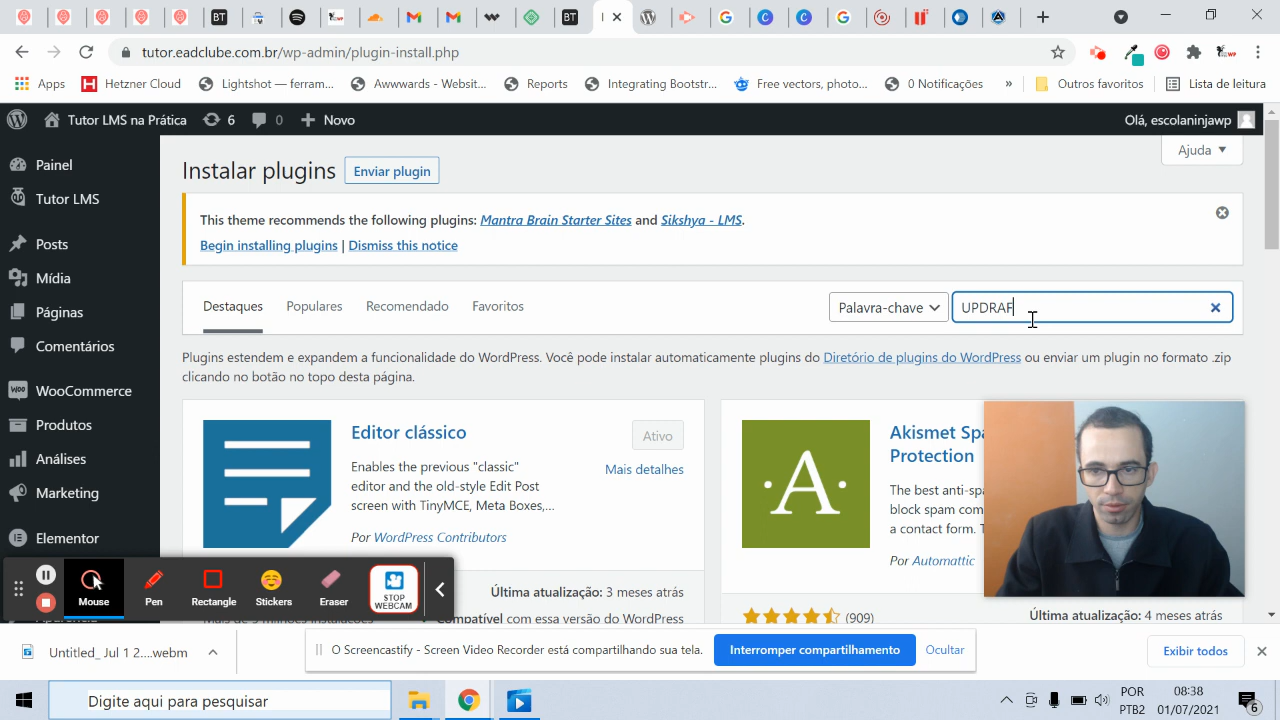 BT
BT
I
tutor.eadclube.com.br/wp-admin/plugin-install.php
Apps
Hetzner Cloud
Lightshot — ferram...
Awwwards - Websit...
Reports
Integrating Bootstr...
Free vectors, photo...
0 Notificações
»
Outros favoritos
Lista de leitura
Tutor LMS na Prática
6
0
Novo
Olá, escolaninjawp
Ajuda
Painel
Tutor LMS
Posts
Mídia
Páginas
Comentários
WooCommerce
Produtos
Análises
Marketing
Elementor
Instalar plugins
Enviar plugin
This theme recommends the following plugins: Mantra Brain Starter Sites and Sikshya - LMS.
Begin installing plugins | Dismiss this notice
Destaques
Populares
Recomendado
Favoritos
Palavra-chave
UPDRAF
Plugins estendem e expandem a funcionalidade do WordPress. Você pode instalar automaticamente plugins do Diretório de plugins do WordPress ou enviar um plugin no formato .zip
clicando no botão no topo desta página.
Editor clássico
Ativo
Mais detalhes
Enables the previous "classic"
editor and the old-style Edit Post
screen with TinyMCE, Meta Boxes,...
Por WordPress Contributors
Última atualização: 3 meses atrás
Compatível com essa versão do WordPress
A
Akismet Spa
Protection
The best anti-spa
block spam com
a contact form. T
Por Automattic
(909)
Última atualização: 4 meses atrás
Mouse
Pen
Rectangle
Stickers
Eraser
STOP
WEBCAM
Untitled_ Jul 1 2....webm
O Screencastify - Screen Video Recorder está compartilhando sua tela.
Interromper compartilhamento
Ocultar
Exibir todos
Digite aqui para pesquisar
POR
PTB2
08:38
01/07/2021
6